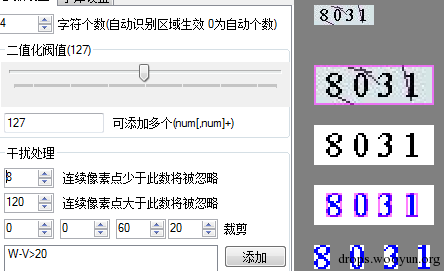 4 字符个数(自动识别区域生效 0为自动个数)
二值化阀值(127)
127 可添加多个(num[,num]+)
干扰处理
8 连续像素点少于此数将被忽略
120 连续像素点大于此数将被忽略
0 0 60 20 裁剪
W-V>20 添加
8031
8031
8031
8031
8031